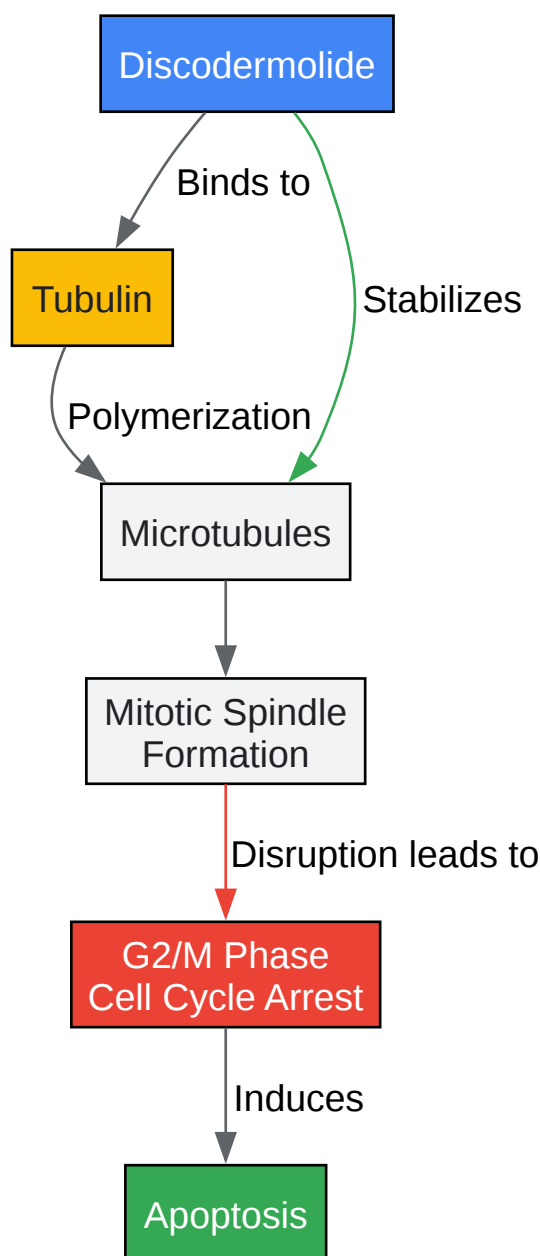 Discodermolide
Binds to
Tubulin
Stabilizes
Polymerization
Microtubules
Mitotic Spindle
Formation
Disruption leads to
G2/M Phase
Cell Cycle Arrest
Induces
Apoptosis